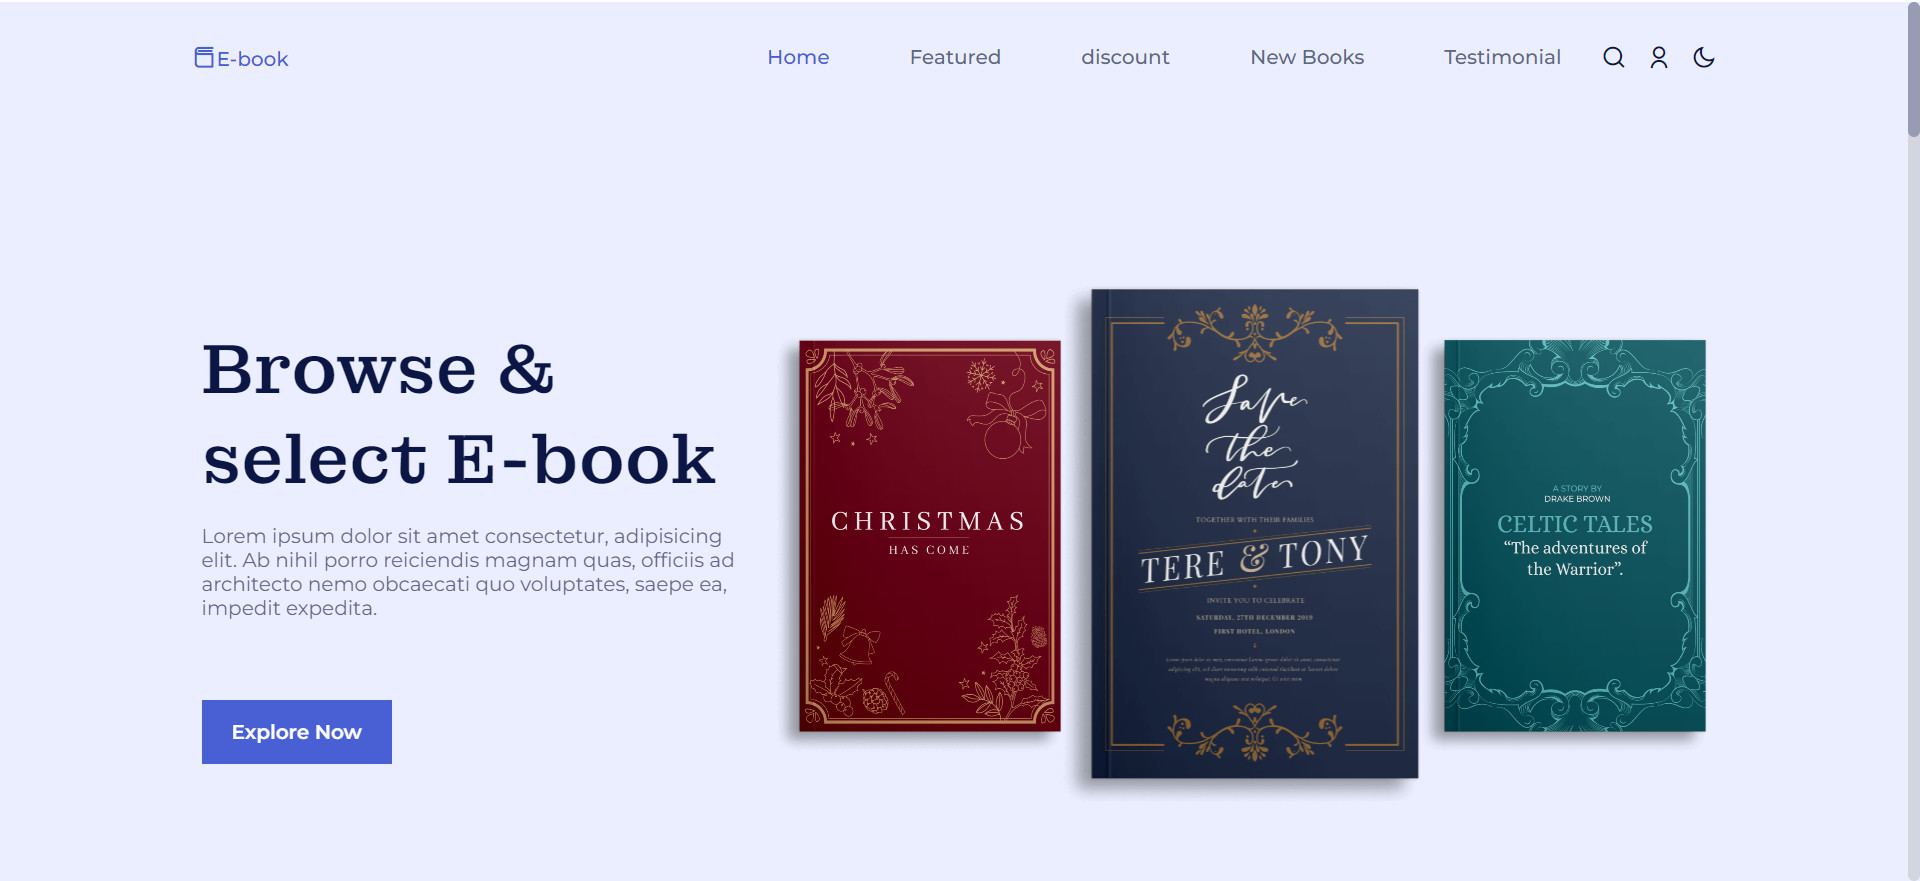 E-book
Home
Featured
discount
New Books
Testimonial
Browse &
select E-book
Lorem ipsum dolor sit amet consectetur, adipisicing
elit. Ab nihil porro reiciendis magnam quas, officiis ad
architecto nemo obcaecati quo voluptates, saepe ea,
impedit expedita.
Explore Now
CHRISTMAS
HAS COME
Save
the
date
TOGETHER WITH THEIR FAMILIES
TERE & TONY
INVITE YOU TO CELEBRATE
SATURDAY, 27TH DECEMBER 2019
FIRST HOTEL, LONDON
A STORY BY
DRAKE BROWN
CELTIC TALES
“The adventures of
the Warrior”.